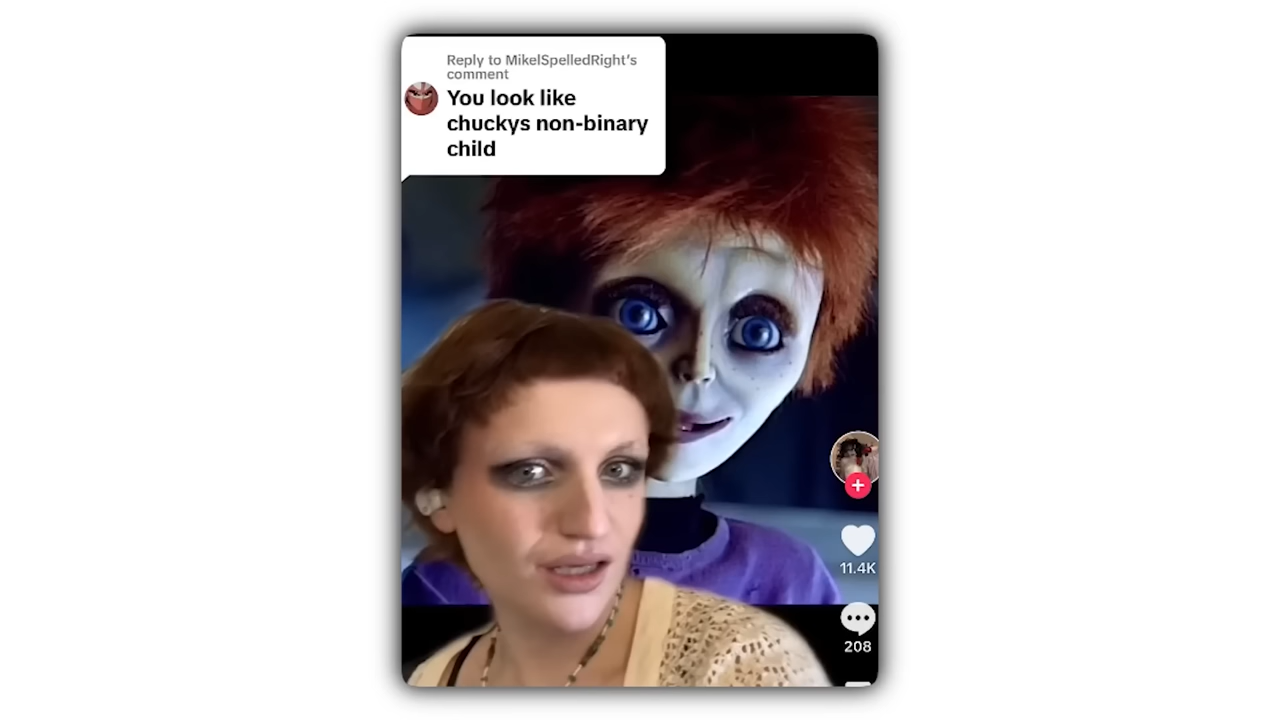 Reply to MikelSpelledRight's
comment
You look like
chuckys non-binary
child
11.4K
208